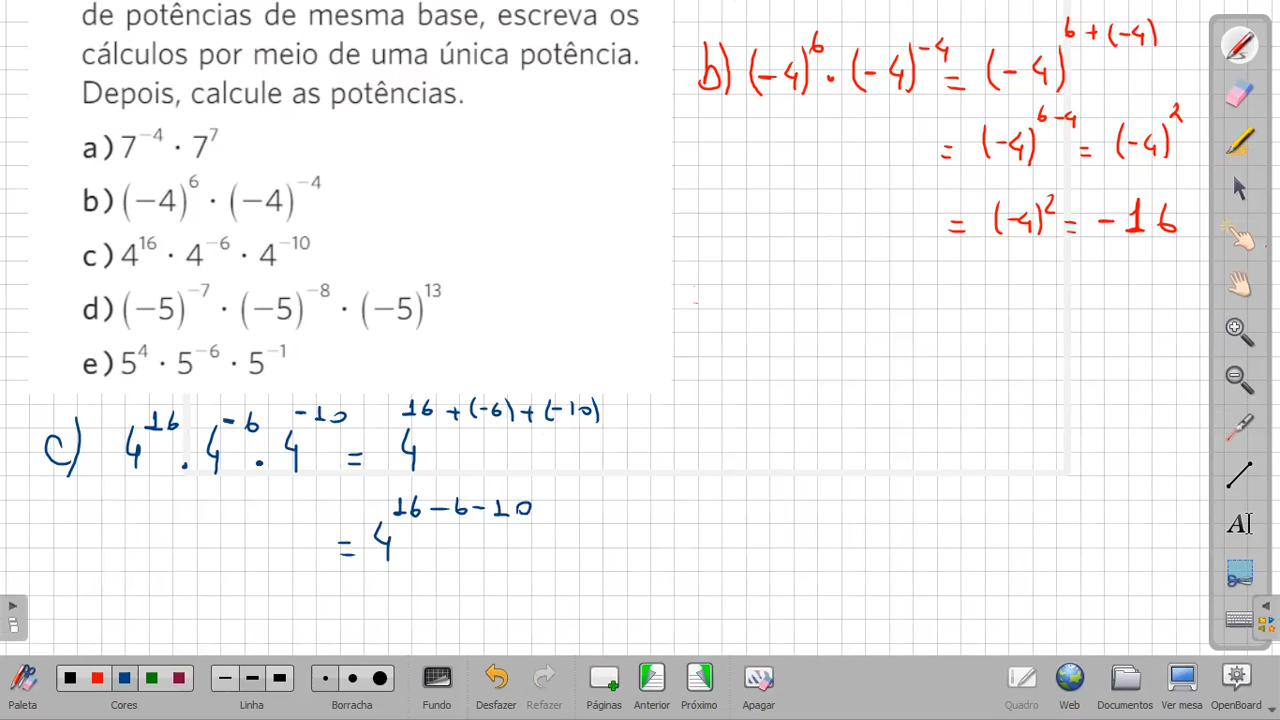 de potências de mesma base, escreva os
cálculos por meio de uma única potência.
Depois, calcule as potências.
a) 7⁻⁴ · 7⁷
b) (−4)⁶ · (−4)⁻⁴
c) 4¹⁶ · 4⁻⁶ · 4⁻¹⁰
d) (−5)⁻⁷ · (−5)⁻⁸ · (−5)¹³
e) 5⁴ · 5⁻⁶ · 5⁻¹
b) (−4)⁶ · (−4)⁻⁴ = (−4)⁶⁺⁽⁻⁴⁾
= (−4)⁶⁻⁴ = (−4)²
= (−4)² = −16
c) 4¹⁶ · 4⁻⁶ · 4⁻¹⁰ = 4¹⁶⁺⁽⁻⁶⁾⁺⁽⁻¹⁰⁾
= 4¹⁶⁻⁶⁻¹⁰
Paleta Cores Linha Borracha Fundo Desfazer Refazer Páginas Anterior Próximo Apagar Quadro Web Documentos Ver mesa OpenBoard